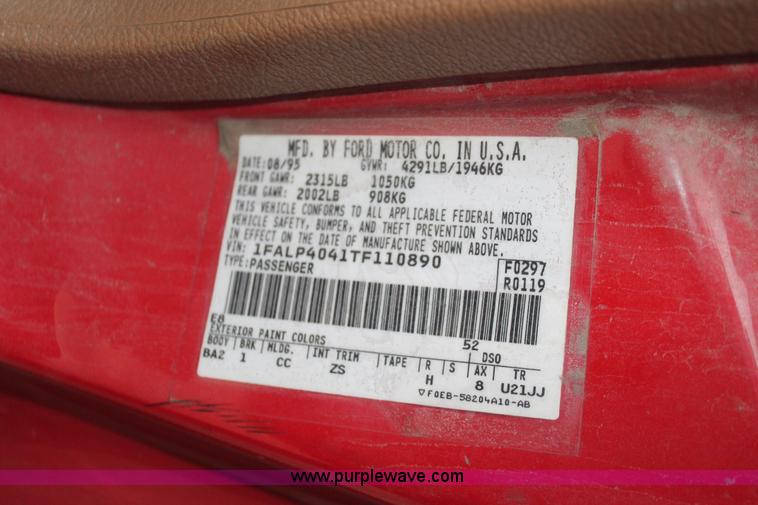 MFD. BY FORD MOTOR CO. IN U.S.A.
DATE: 08/95 GVWR: 4291LB/1946KG
FRONT GAWR: 2315LB 1050KG
REAR GAWR: 2002LB 908KG
THIS VEHICLE CONFORMS TO ALL APPLICABLE FEDERAL MOTOR
VEHICLE SAFETY, BUMPER, AND THEFT PREVENTION STANDARDS
IN EFFECT ON THE DATE OF MANUFACTURE SHOWN ABOVE.
VIN: 1FALP4041TF110890 F0297
TYPE: PASSENGER R0119
E8 52
EXTERIOR PAINT COLORS DSO
BODY BRK MLDG. INT TRIM TAPE R S AX TR
BA2 1 CC ZS H 8 U21JJ
▽F0EB-58204A10-AB
www.purplewave.com